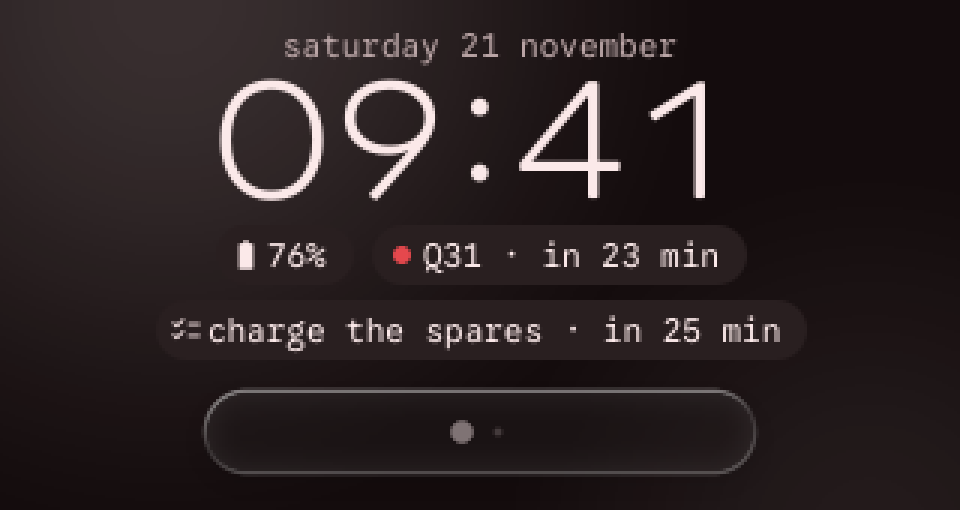 saturday 21 november
09:41
76% Q31 · in 23 min
charge the spares · in 25 min